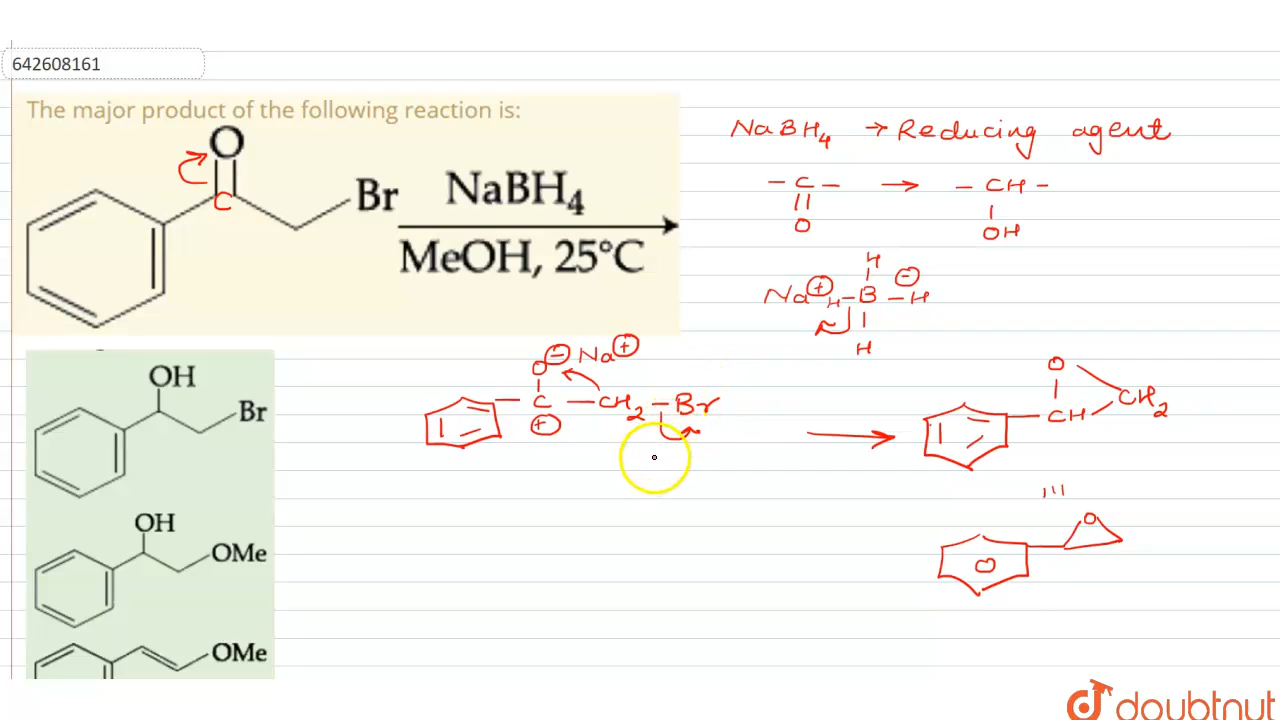 642608161
The major product of the following reaction is:
O
C
Br
NaBH4
MeOH, 25°C
NaBH4 → Reducing agent
- C - → - CH -
O
OH
H
Na + H - B - H -
H
O - Na +
C - CH2 - Br
+
O
CH CH2
O
O
OH
Br
OH
OMe
OMe
doubtnut